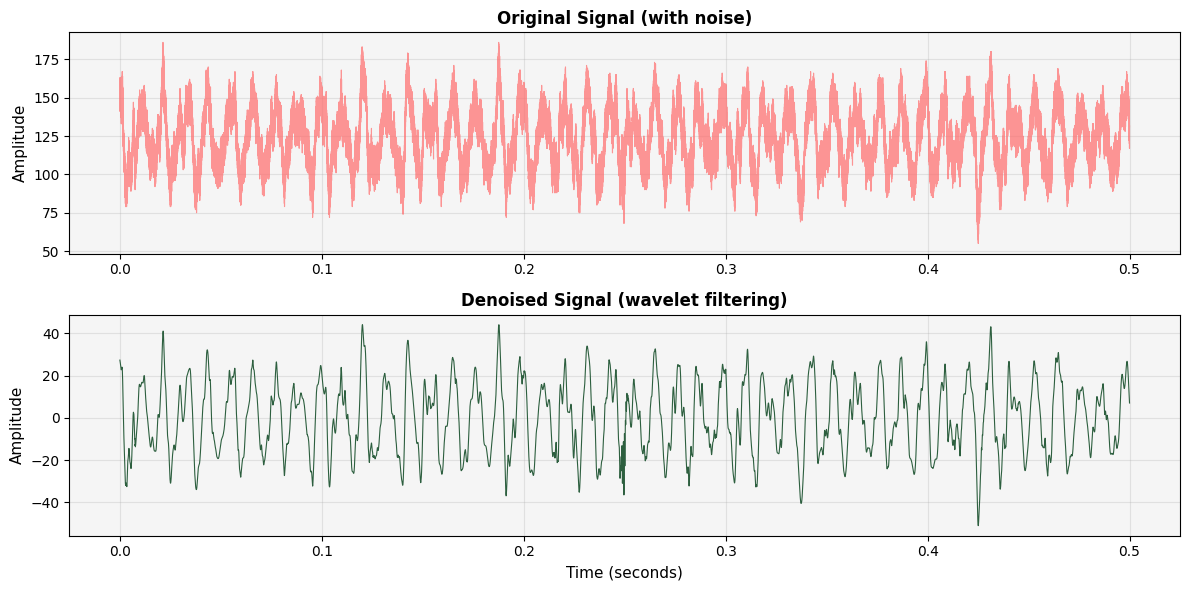 Original Signal (with noise)
Amplitude
175
150
125
100
75
50
0.0 0.1 0.2 0.3 0.4 0.5
Denoised Signal (wavelet filtering)
Amplitude
40
20
0
−20
−40
0.0 0.1 0.2 0.3 0.4 0.5
Time (seconds)